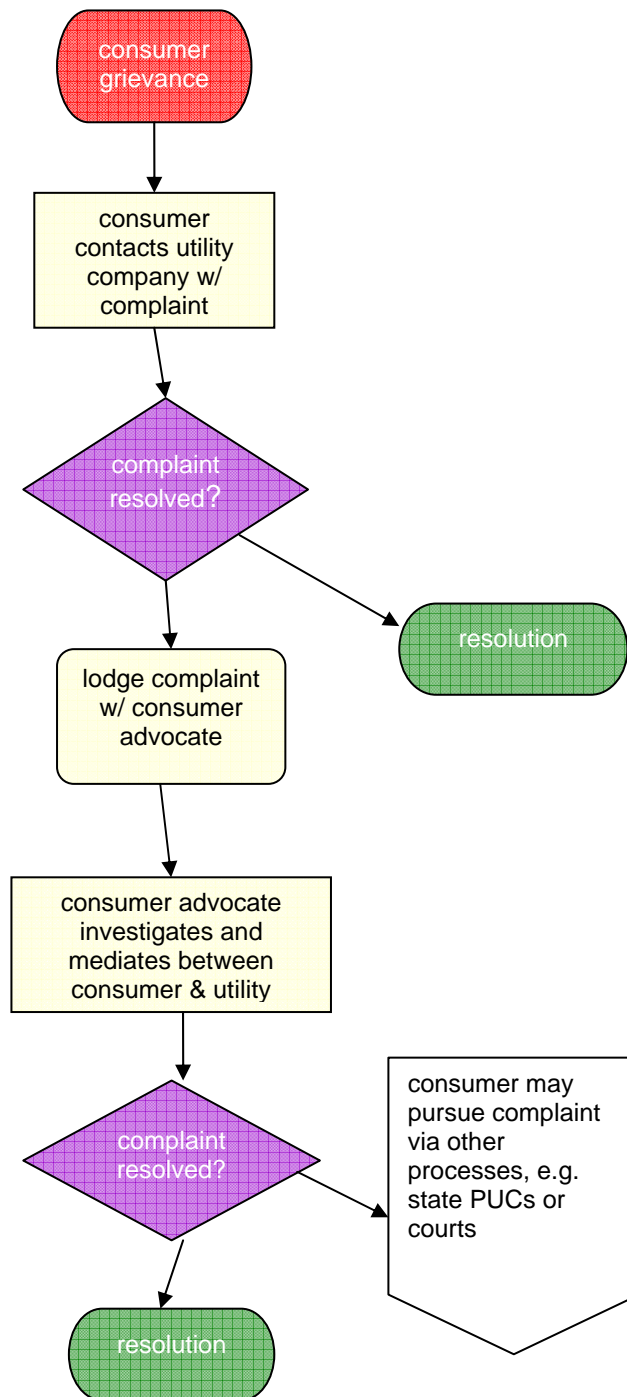 consumer
grievance
consumer
contacts utility
company w/
complaint
complaint
resolved?
resolution
lodge complaint
w/ consumer
advocate
consumer advocate
investigates and
mediates between
consumer & utility
complaint
resolved?
consumer may
pursue complaint
via other
processes, e.g.
state PUCs or
courts
resolution